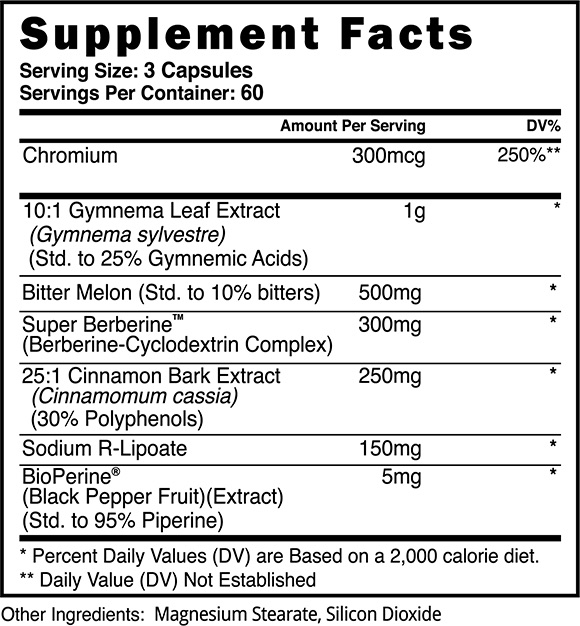 Supplement Facts
Serving Size: 3 Capsules
Servings Per Container: 60
Amount Per Serving DV%
Chromium 300mcg 250%**
10:1 Gymnema Leaf Extract 1g *
(Gymnema sylvestre)
(Std. to 25% Gymnemic Acids)
Bitter Melon (Std. to 10% bitters) 500mg *
Super Berberine™ 300mg *
(Berberine-Cyclodextrin Complex)
25:1 Cinnamon Bark Extract 250mg *
(Cinnamomum cassia)
(30% Polyphenols)
Sodium R-Lipoate 150mg *
BioPerine® 5mg *
(Black Pepper Fruit)(Extract)
(Std. to 95% Piperine)
* Percent Daily Values (DV) are Based on a 2,000 calorie diet.
** Daily Value (DV) Not Established
Other Ingredients: Magnesium Stearate, Silicon Dioxide